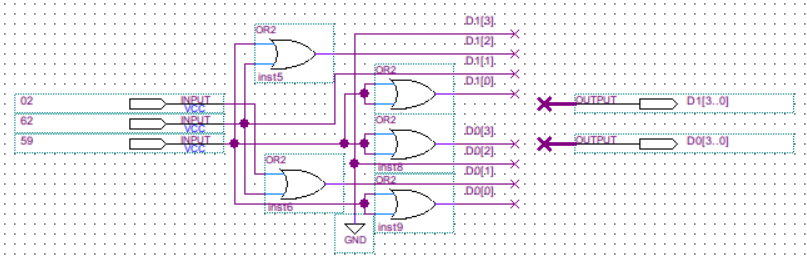 OR2
inst5
D1[3]
D1[2]
D1[1]
D1[0]
OR2
02
INPUT
VCC
62
INPUT
VCC
59
INPUT
VCC
OUTPUT
D1[3..0]
OR2
inst8
D0[3]
D0[2]
D0[1]
D0[0]
OUTPUT
D0[3..0]
OR2
inst6
OR2
inst9
GND